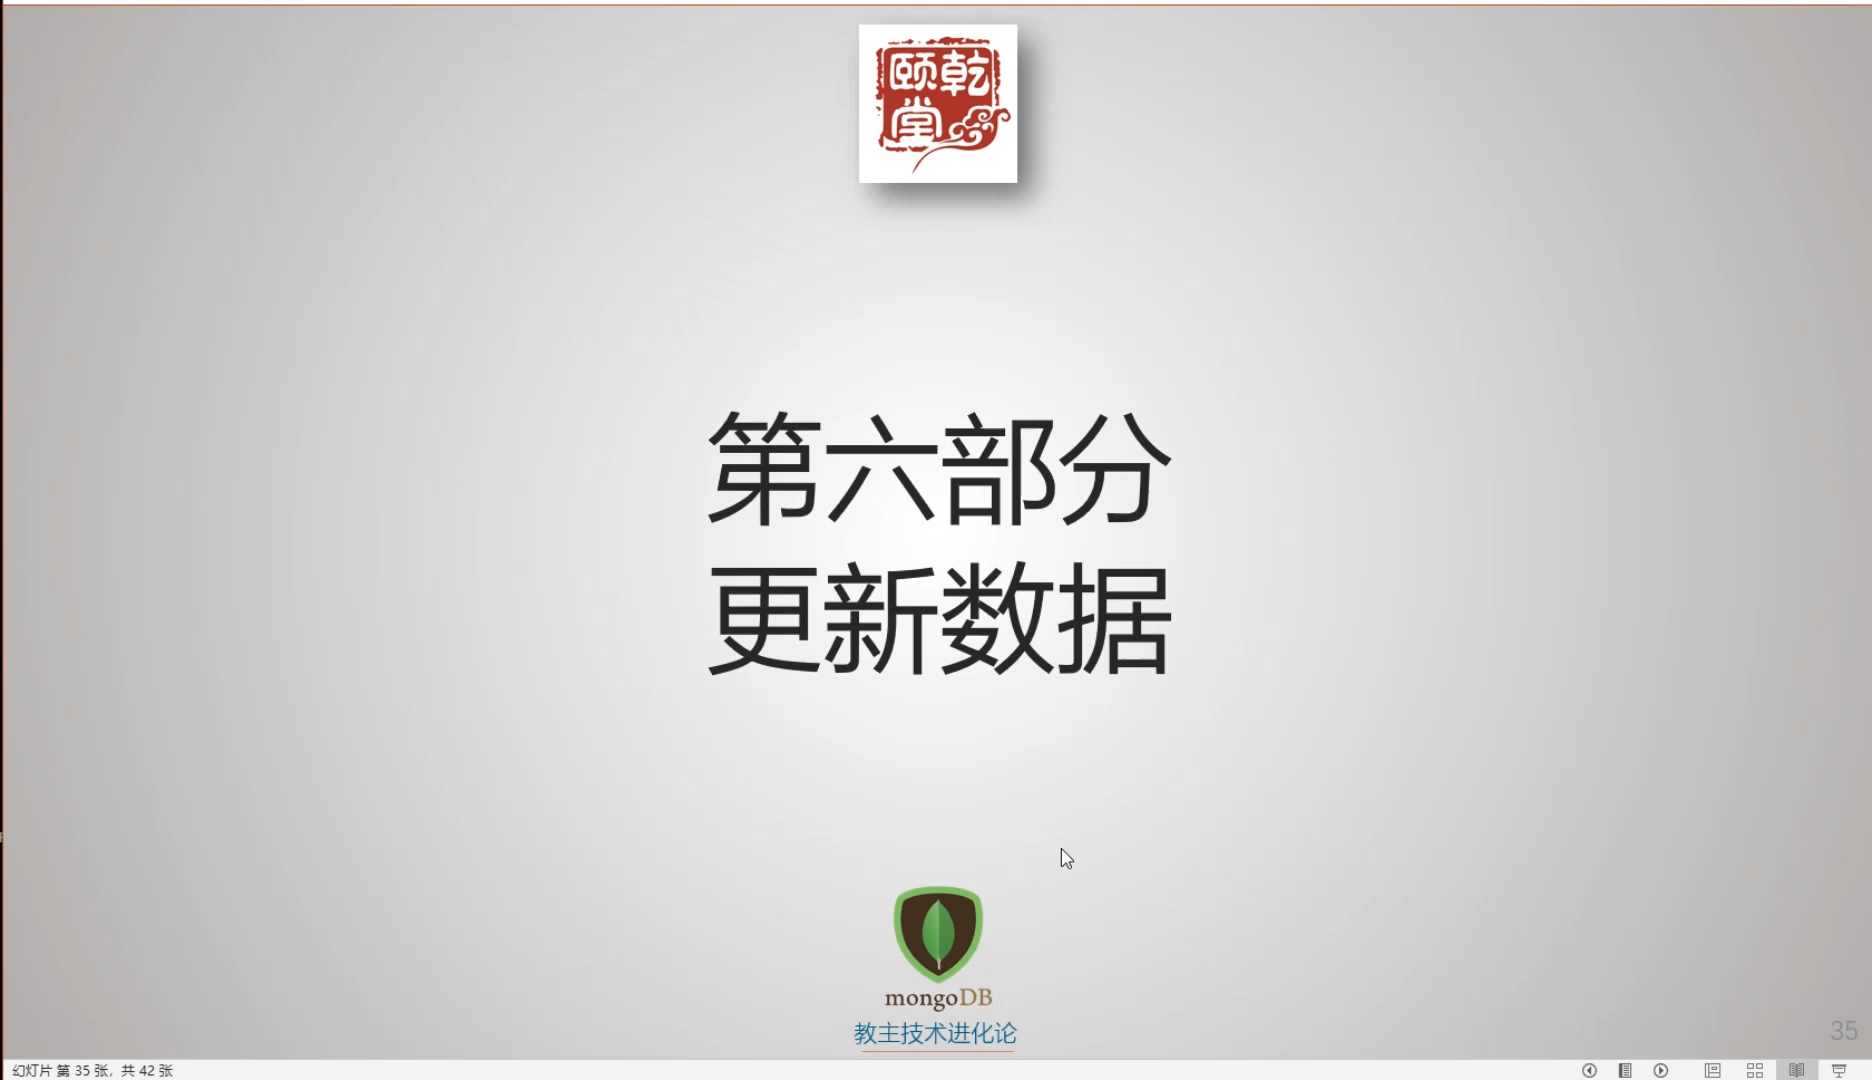 颐乾
堂
第六部分
更新数据
mongoDB
教主技术进化论
35
幻灯片 第 35 张，共 42 张